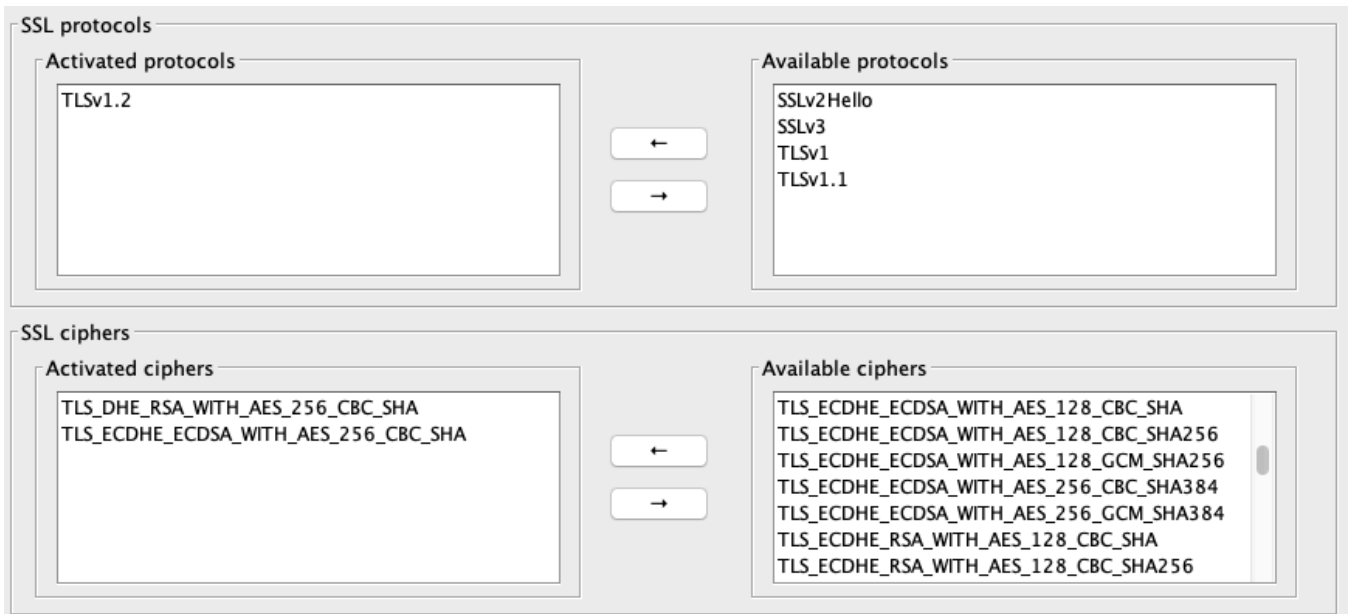 SSL protocols
Activated protocols
TLSv1.2
←
→
Available protocols
SSLv2Hello
SSLv3
TLSv1
TLSv1.1
SSL ciphers
Activated ciphers
TLS_DHE_RSA_WITH_AES_256_CBC_SHA
TLS_ECDHE_ECDSA_WITH_AES_256_CBC_SHA
←
→
Available ciphers
TLS_ECDHE_ECDSA_WITH_AES_128_CBC_SHA
TLS_ECDHE_ECDSA_WITH_AES_128_CBC_SHA256
TLS_ECDHE_ECDSA_WITH_AES_128_GCM_SHA256
TLS_ECDHE_ECDSA_WITH_AES_256_CBC_SHA384
TLS_ECDHE_ECDSA_WITH_AES_256_GCM_SHA384
TLS_ECDHE_RSA_WITH_AES_128_CBC_SHA
TLS_ECDHE_RSA_WITH_AES_128_CBC_SHA256